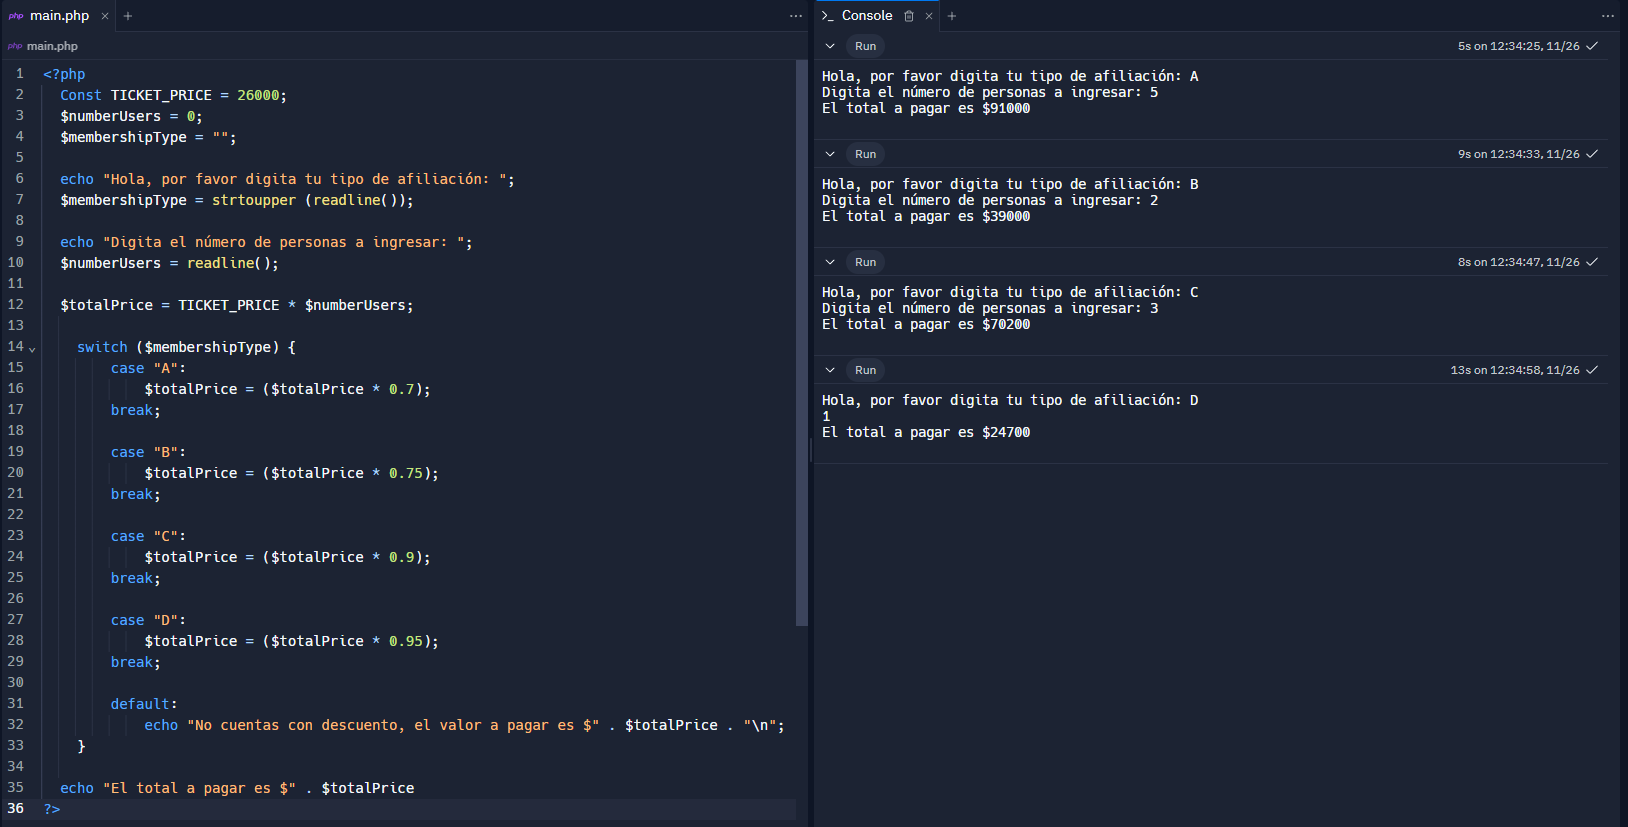 php main.php × +
php main.php
1 <?php
2 Const TICKET_PRICE = 26000;
3 $numberUsers = 0;
4 $membershipType = "";
5
6 echo "Hola, por favor digita tu tipo de afiliación: ";
7 $membershipType = strtoupper (readline());
8
9 echo "Digita el número de personas a ingresar: ";
10 $numberUsers = readline();
11
12 $totalPrice = TICKET_PRICE * $numberUsers;
13
14 switch ($membershipType) {
15 case "A":
16 $totalPrice = ($totalPrice * 0.7);
17 break;
18
19 case "B":
20 $totalPrice = ($totalPrice * 0.75);
21 break;
22
23 case "C":
24 $totalPrice = ($totalPrice * 0.9);
25 break;
26
27 case "D":
28 $totalPrice = ($totalPrice * 0.95);
29 break;
30
31 default:
32 echo "No cuentas con descuento, el valor a pagar es $" . $totalPrice . "\n";
33 }
34
35 echo "El total a pagar es $" . $totalPrice
36 ?>
>_ Console × +
Run 5s on 12:34:25, 11/26
Hola, por favor digita tu tipo de afiliación: A
Digita el número de personas a ingresar: 5
El total a pagar es $91000
Run 9s on 12:34:33, 11/26
Hola, por favor digita tu tipo de afiliación: B
Digita el número de personas a ingresar: 2
El total a pagar es $39000
Run 8s on 12:34:47, 11/26
Hola, por favor digita tu tipo de afiliación: C
Digita el número de personas a ingresar: 3
El total a pagar es $70200
Run 13s on 12:34:58, 11/26
Hola, por favor digita tu tipo de afiliación: D
1
El total a pagar es $24700